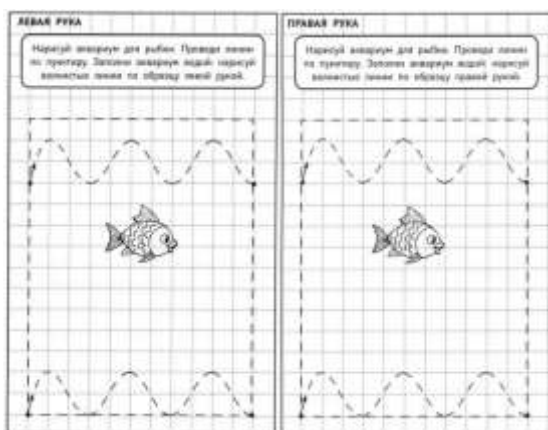 ЛЕВАЯ РУКА
Нарисуй аквариум для рыбки. Проведи линии
по пунктиру. Заполни аквариум водой: нарисуй
волнистые линии по образцу левой рукой.
ПРАВАЯ РУКА
Нарисуй аквариум для рыбки. Проведи линии
по пунктиру. Заполни аквариум водой: нарисуй
волнистые линии по образцу правой рукой.